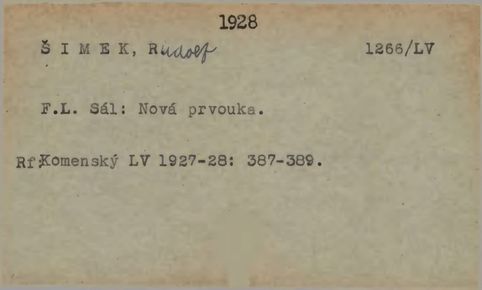 1928
Š I M E K, Rudolf 1266/LV
F.L. Sál: Nová prvouka.
Rf: Komenský LV 1927-28: 387-389.